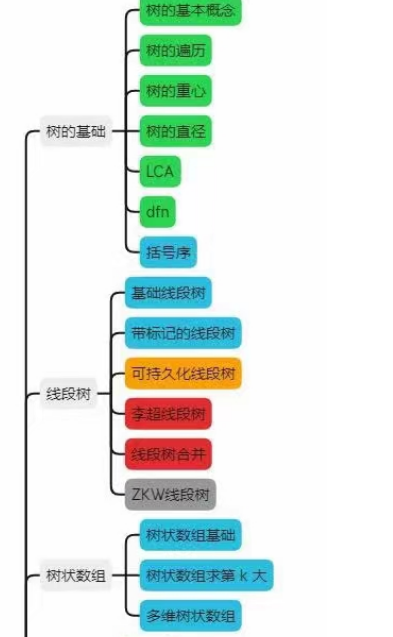 树的基本概念
树的遍历
树的重心
树的基础
树的直径
LCA
dfn
括号序
基础线段树
带标记的线段树
可持久化线段树
线段树
李超线段树
线段树合并
ZKW线段树
树状数组基础
树状数组
树状数组求第 k 大
多维树状数组